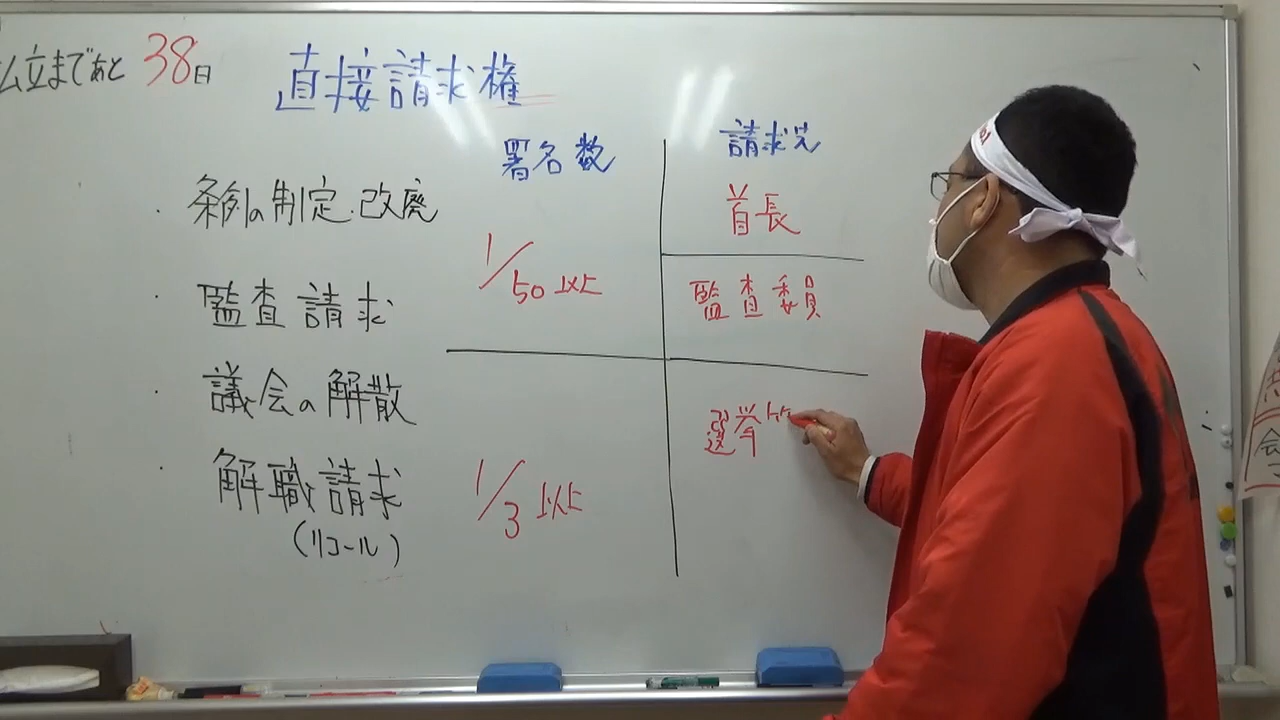 私立まであと 38日
直接請求権
署名数 請求先
・条例の制定・改廃
1/50以上
首長
・監査請求
監査委員
・議会の解散
・解職請求
(リコール)
1/3以上
選挙
会